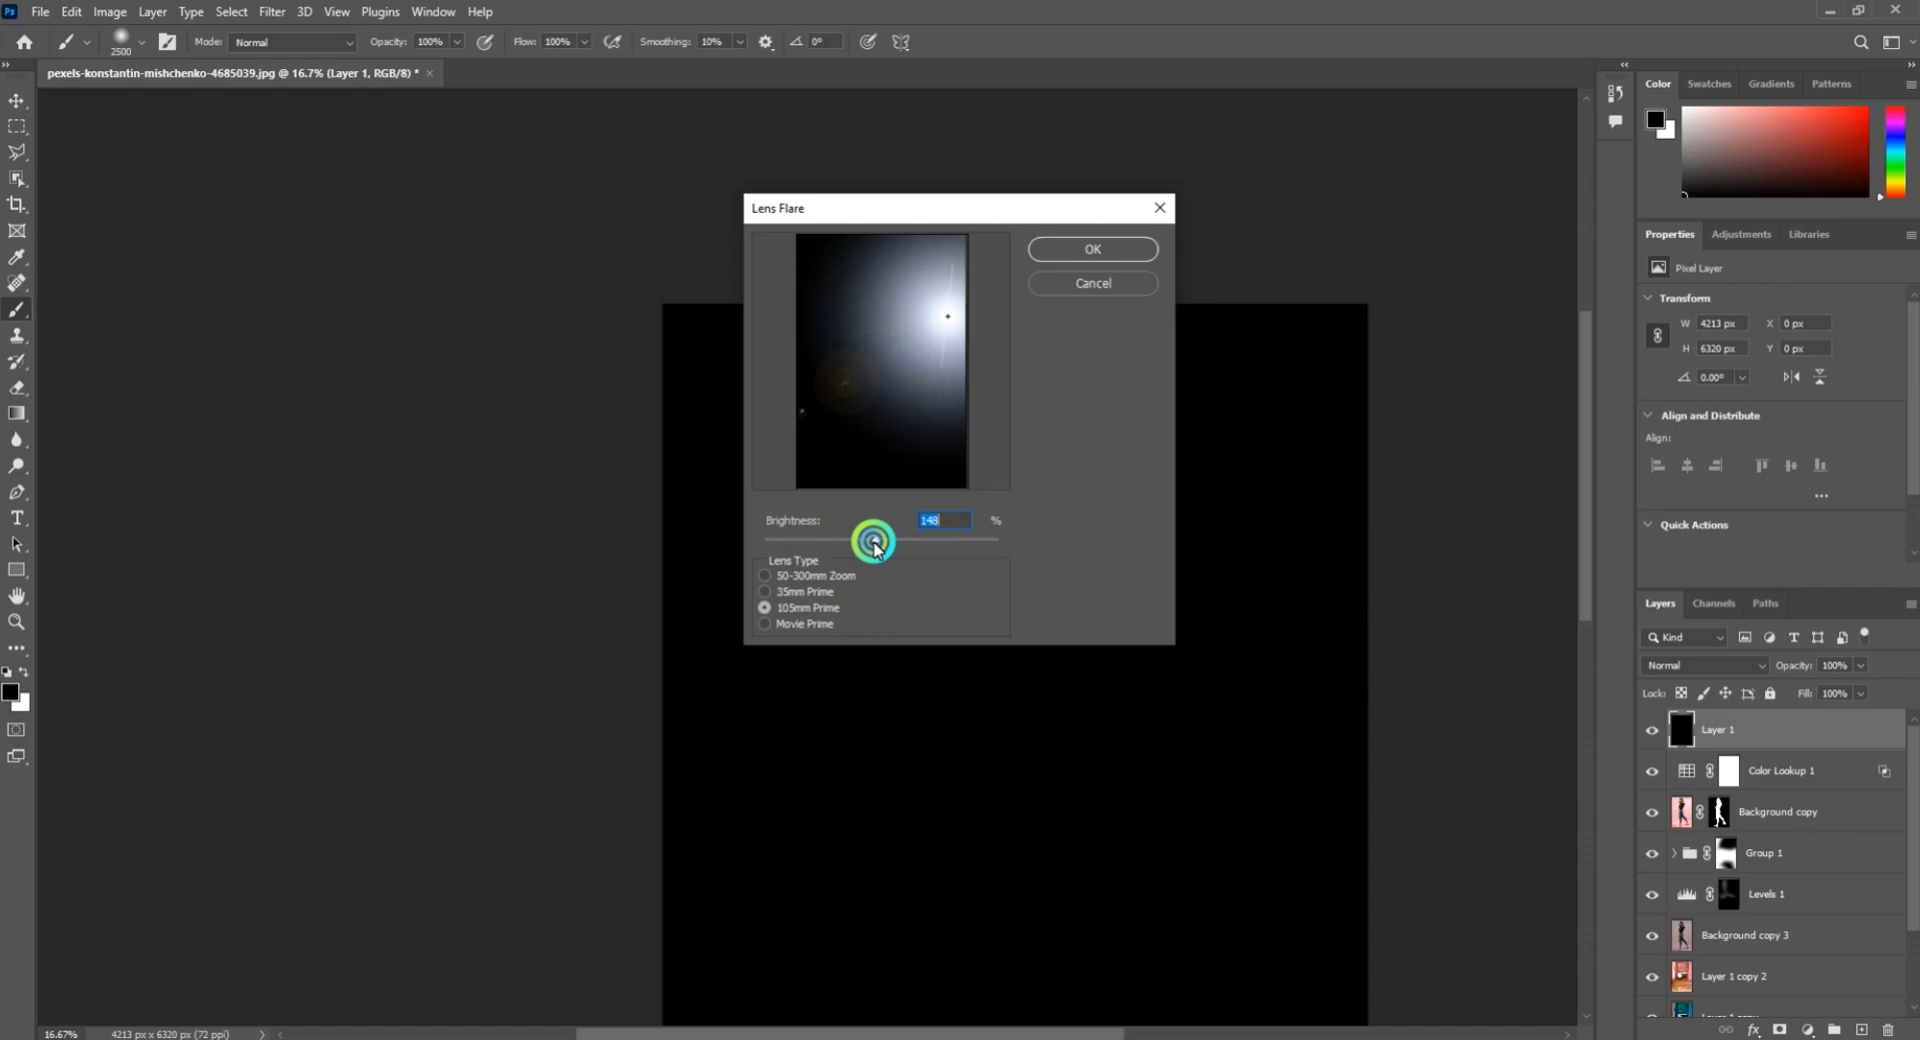 Ps File Edit Image Layer Type Select Filter 3D View Plugins Window Help
2500 Mode: Normal Opacity: 100% Flow: 100% Smoothing: 10% 0°
pexels-konstantin-mishchenko-4685039.jpg @ 16.7% (Layer 1, RGB/8) *
Color Swatches Gradients Patterns
Lens Flare
OK
Cancel
Brightness: 148 %
Lens Type
50-300mm Zoom
35mm Prime
105mm Prime
Movie Prime
Properties Adjustments Libraries
Pixel Layer
Transform
W 4213 px X 0 px
H 6320 px Y 0 px
0.00°
Align and Distribute
Align:
Quick Actions
Layers Channels Paths
Kind
Normal Opacity: 100%
Lock: Fill: 100%
Layer 1
Color Lookup 1
Background copy
Group 1
Levels 1
Background copy 3
Layer 1 copy 2
16.67% 4213 px x 6320 px (72 ppi)